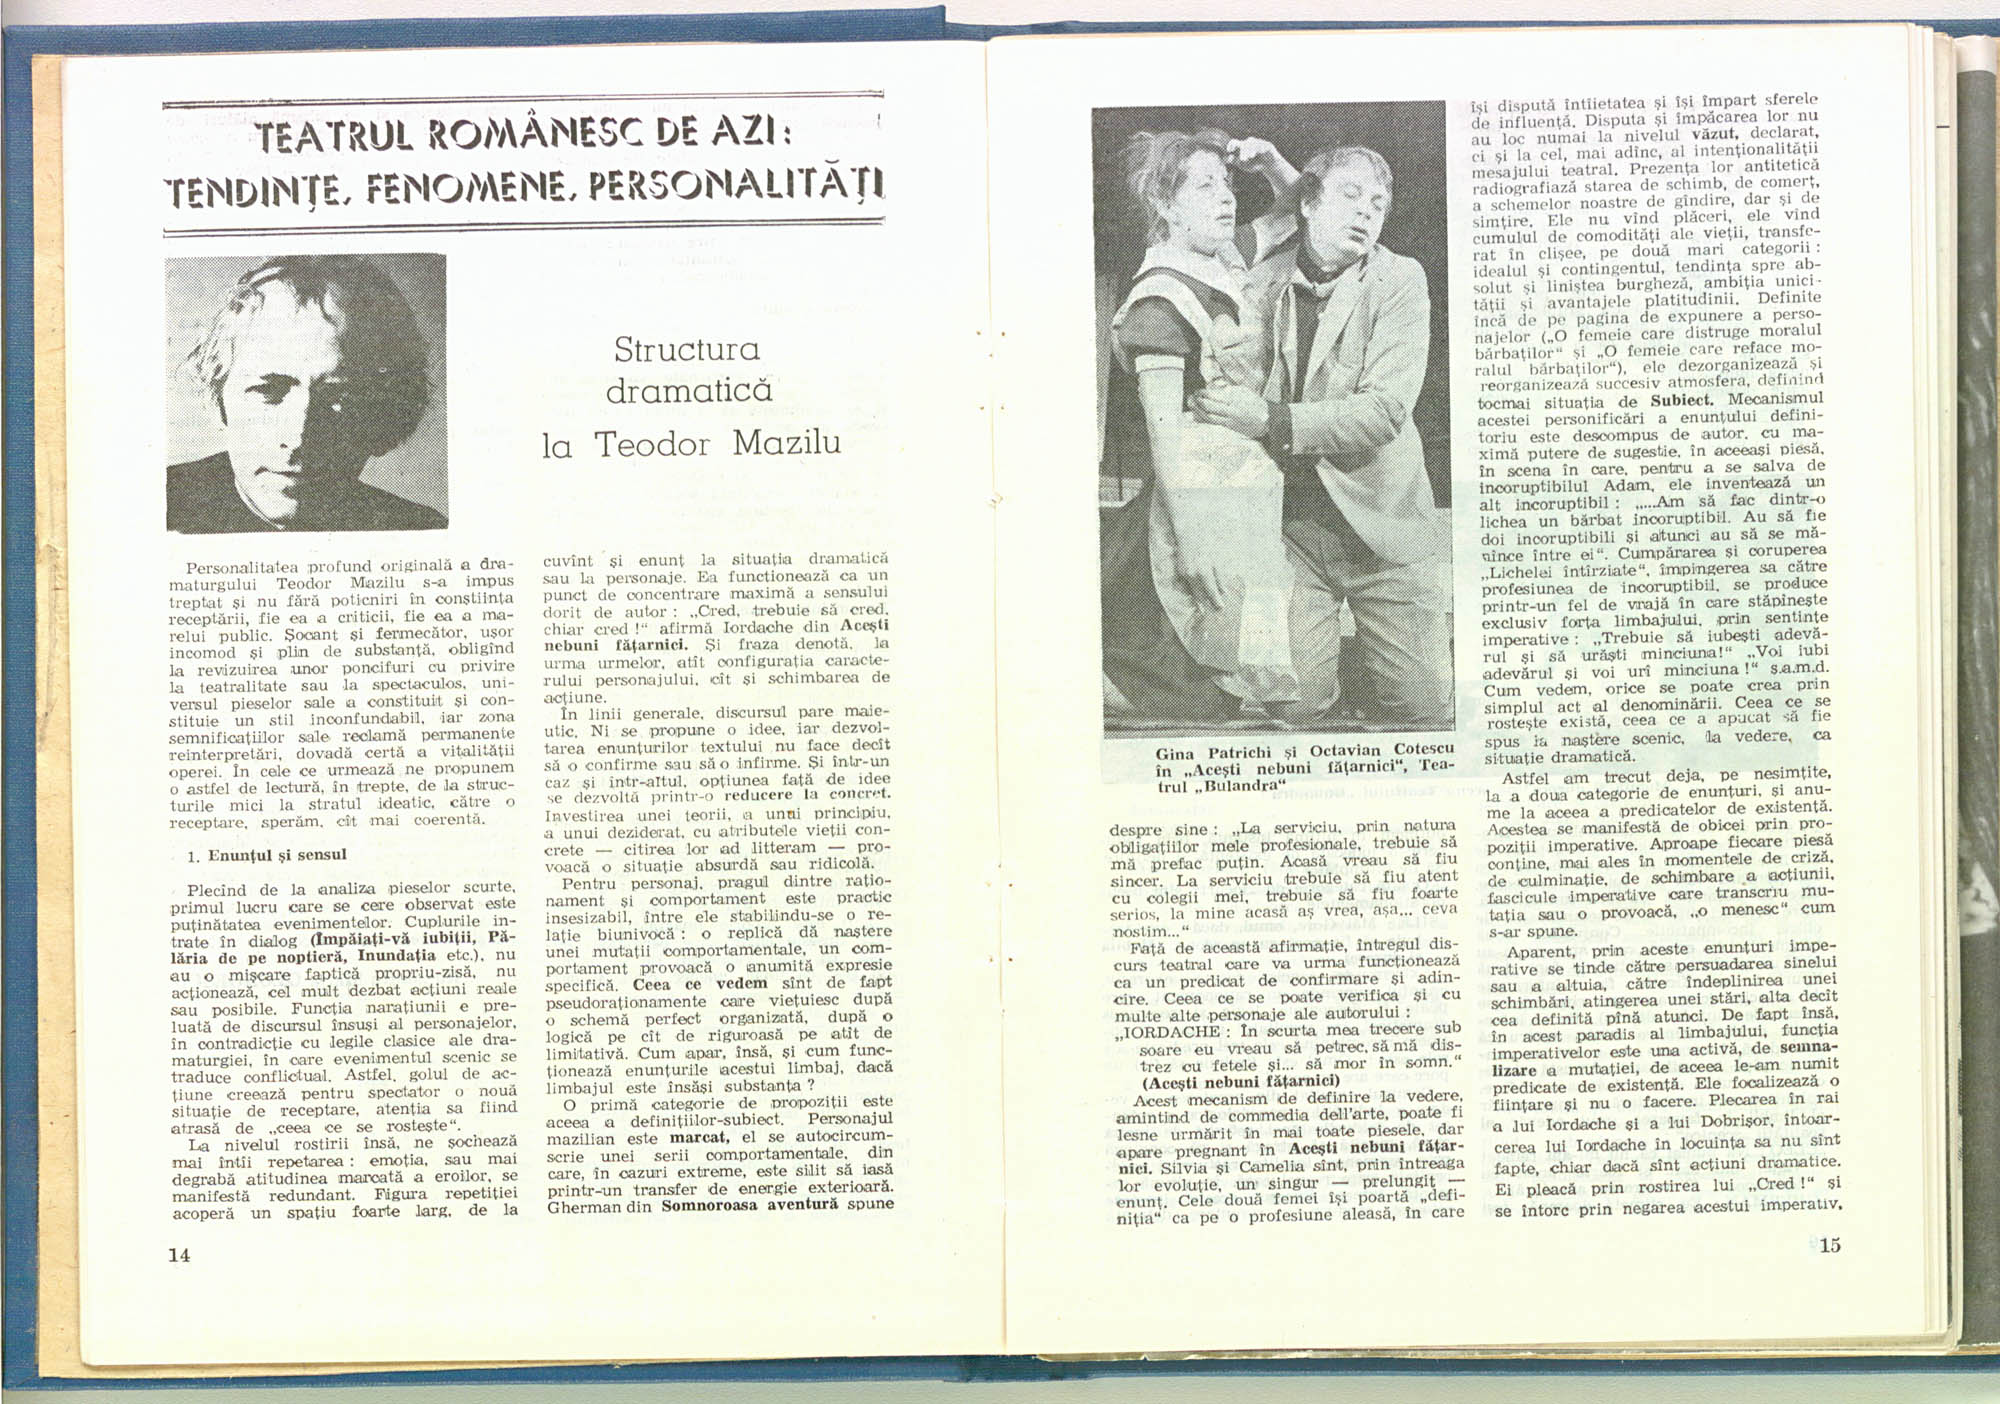 TEATRUL ROMÂNESC DE AZI:
TENDINȚE, FENOMENE, PERSONALITĂȚI
Structura
dramatică
la Teodor Mazilu
Personalitatea profund originală a dra-
maturgului Teodor Mazilu s-a impus
treptat și nu fără poticniri în conștiința
receptării, fie ea a criticii, fie ea a ma-
relui public. Șocant și fermecător, ușor
incomod și plin de substanță, obligînd
la revizuirea unor poncifuri cu privire
la teatralitate sau la spectaculos, uni-
versul pieselor sale a constituit și con-
stituie un stil inconfundabil, iar zona
semnificațiilor sale reclamă permanente
reinterpretări, dovadă certă a vitalității
operei. În cele ce urmează ne propunem
o astfel de lectură, în trepte, de la struc-
turile mici la stratul ideatic, către o
receptare, sperăm, cît mai coerentă.
1. Enunțul și sensul
Plecînd de la analiza pieselor scurte,
primul lucru care se cere observat este
puținătatea evenimentelor. Cuplurile in-
trate în dialog (Împăiați-vă iubiții, Pă-
lăria de pe noptieră, Inundația etc.), nu
au o mișcare faptică propriu-zisă, nu
acționează, cel mult dezbat acțiuni reale
sau posibile. Funcția narațiunii e pre-
luată de discursul însuși al personajelor,
în contradicție cu legile clasice ale dra-
maturgiei, în care evenimentul scenic se
traduce conflictual. Astfel, golul de ac-
țiune creează pentru spectator o nouă
situație de receptare, atenția sa fiind
atrasă de „ceea ce se rostește“.
La nivelul rostirii însă, ne șochează
mai întîi repetarea : emoția, sau mai
degrabă atitudinea marcată a eroilor, se
manifestă redundant. Figura repetiției
acoperă un spațiu foarte larg, de la
cuvînt și enunț la situația dramatică
sau la personaje. Ea funcționează ca un
punct de concentrare maximă a sensului
dorit de autor : „Cred, trebuie să cred,
chiar cred !“ afirmă Iordache din Acești
nebuni fățarnici. Și fraza denotă, la
urma urmelor, atît configurația caracte-
rului personajului, cît și schimbarea de
acțiune.
În linii generale, discursul pare maie-
utic. Ni se propune o idee, iar dezvol-
tarea enunțurilor textului nu face decît
să o confirme sau să o infirme. Și într-un
caz și într-altul, opțiunea față de idee
se dezvoltă printr-o reducere la concret.
Investirea unei teorii, a unui principiu,
a unui deziderat, cu atributele vieții con-
crete — citirea lor ad litteram — pro-
voacă o situație absurdă sau ridicolă.
Pentru personaj, pragul dintre rațio-
nament și comportament este practic
insesizabil, între ele stabilindu-se o re-
lație biunivocă : o replică dă naștere
unei mutații comportamentale, un com-
portament provoacă o anumită expresie
specifică. Ceea ce vedem sînt de fapt
pseudoraționamente care viețuiesc după
o schemă perfect organizată, după o
logică pe cît de riguroasă pe atît de
limitativă. Cum apar, însă, și cum func-
ționează enunțurile acestui limbaj, dacă
limbajul este însăși substanța ?
O primă categorie de propoziții este
aceea a definițiilor-subiect. Personajul
mazilian este marcat, el se autocircum-
scrie unei serii comportamentale, din
care, în cazuri extreme, este silit să iasă
printr-un transfer de energie exterioară.
Gherman din Somnoroasa aventură spune
14
Gina Patrichi și Octavian Cotescu
în „Acești nebuni fățarnici“, Tea-
trul „Bulandra“
despre sine : „La serviciu, prin natura
obligațiilor mele profesionale, trebuie să
mă prefac puțin. Acasă vreau să fiu
sincer. La serviciu trebuie să fiu atent
cu colegii mei, trebuie să fiu foarte
serios, la mine acasă aș vrea, așa... ceva
nostim...“
Față de această afirmație, întregul dis-
curs teatral care va urma funcționează
ca un predicat de confirmare și adîn-
cire. Ceea ce se poate verifica și cu
multe alte personaje ale autorului :
„IORDACHE : În scurta mea trecere sub
soare eu vreau să petrec, să mă dis-
trez cu fetele și... să mor în somn.“
(Acești nebuni fățarnici)
Acest mecanism de definire la vedere,
amintind de commedia dell'arte, poate fi
lesne urmărit în mai toate piesele, dar
apare pregnant în Acești nebuni fățar-
nici. Silvia și Camelia sînt, prin întreaga
lor evoluție, un singur — prelungit —
enunț. Cele două femei își poartă „defi-
niția“ ca pe o profesiune aleasă, în care
își dispută întîietatea și își împart sferele
de influență. Disputa și împăcarea lor nu
au loc numai la nivelul văzut, declarat,
ci și la cel, mai adînc, al intenționalității
mesajului teatral. Prezența lor antitetică
radiografiază starea de schimb, de comerț,
a schemelor noastre de gîndire, dar și de
simțire. Ele nu vînd plăceri, ele vînd
cumulul de comodități ale vieții, transfe-
rat în clișee, pe două mari categorii :
idealul și contingentul, tendința spre ab-
solut și liniștea burgheză, ambiția unici-
tății și avantajele platitudinii. Definite
încă de pe pagina de expunere a perso-
najelor („O femeie care distruge moralul
bărbaților“ și „O femeie care reface mo-
ralul bărbaților“), ele dezorganizează și
reorganizează succesiv atmosfera, definind
tocmai situația de Subiect. Mecanismul
acestei personificări a enunțului defini-
toriu este descompus de autor, cu ma-
ximă putere de sugestie, în aceeași piesă,
în scena în care, pentru a se salva de
incoruptibilul Adam, ele inventează un
alt incoruptibil : „...Am să fac dintr-o
lichea un bărbat incoruptibil. Au să fie
doi incoruptibili și atunci au să se mă-
nînce între ei“. Cumpărarea și coruperea
„Lichelei întîrziate“, împingerea sa către
profesiunea de incoruptibil, se produce
printr-un fel de vrajă în care stăpînește
exclusiv forța limbajului, prin sentințe
imperative : „Trebuie să iubești adevă-
rul și să urăști minciuna!“ „Voi iubi
adevărul și voi urî minciuna !“ ș.a.m.d.
Cum vedem, orice se poate crea prin
simplul act al denominării. Ceea ce se
rostește există, ceea ce a apucat să fie
spus ia naștere scenic, la vedere, ca
situație dramatică.
Astfel am trecut deja, pe nesimțite,
la a doua categorie de enunțuri, și anu-
me la aceea a predicatelor de existență.
Acestea se manifestă de obicei prin pro-
poziții imperative. Aproape fiecare piesă
conține, mai ales în momentele de criză,
de culminație, de schimbare a acțiunii,
fascicule imperative care transcriu mu-
tația sau o provoacă, „o menesc“ cum
s-ar spune.
Aparent, prin aceste enunțuri impe-
rative se tinde către persuadarea sinelui
sau a altuia, către îndeplinirea unei
schimbări, atingerea unei stări, alta decît
cea definită pînă atunci. De fapt însă,
în acest paradis al limbajului, funcția
imperativelor este una activă, de semna-
lizare a mutației, de aceea le-am numit
predicate de existență. Ele focalizează o
ființare și nu o facere. Plecarea în rai
a lui Iordache și a lui Dobrișor, întoar-
cerea lui Iordache în locuința sa nu sînt
fapte, chiar dacă sînt acțiuni dramatice.
Ei pleacă prin rostirea lui „Cred !“ și
se întorc prin negarea acestui imperativ,
15